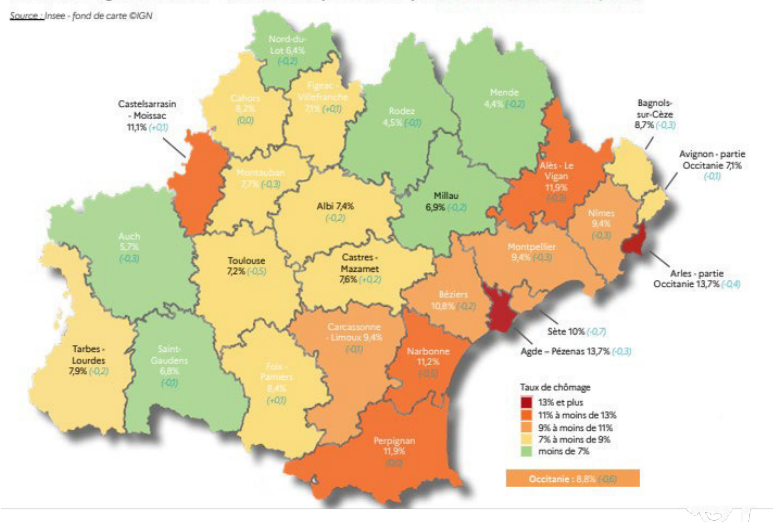 Source : Insee - fond de carte ©IGN
Nord-du-
Lot 6,4%
(-0,2)
Cahors
8,2%
(0,0)
Figeac -
Villefranche
7,1% (+0,1)
Rodez
4,5% (-0,1)
Mende
4,4% (-0,2)
Castelsarrasin
- Moissac
11,1% (+0,1)
Bagnols-
sur-Cèze
8,7% (-0,3)
Avignon - partie
Occitanie 7,1%
(-0,1)
Alès - Le
Vigan
11,9%
Montauban
7,7% (-0,3)
Albi 7,4%
(-0,2)
Millau
6,9% (-0,2)
Nîmes
9,4%
(-0,3)
Auch
5,7%
(-0,3)
Toulouse
7,2% (-0,5)
Castres -
Mazamet
7,6% (+0,2)
Montpellier
9,4% (-0,3)
Arles - partie
Occitanie 13,7% (-0,4)
Béziers
10,8% (-0,2)
Sète 10% (-0,7)
Agde – Pézenas 13,7% (-0,3)
Tarbes -
Lourdes
7,9% (-0,2)
Saint-
Gaudens
6,8%
(-0,1)
Foix -
Pamiers
8,4%
(+0,1)
Carcassonne
- Limoux 9,4%
(-0,1)
Narbonne
11,2%
Perpignan
11,9%
(0,0)
Taux de chômage
13% et plus
11% à moins de 13%
9% à moins de 11%
7% à moins de 9%
moins de 7%
Occitanie : 8,8% (-0,6)